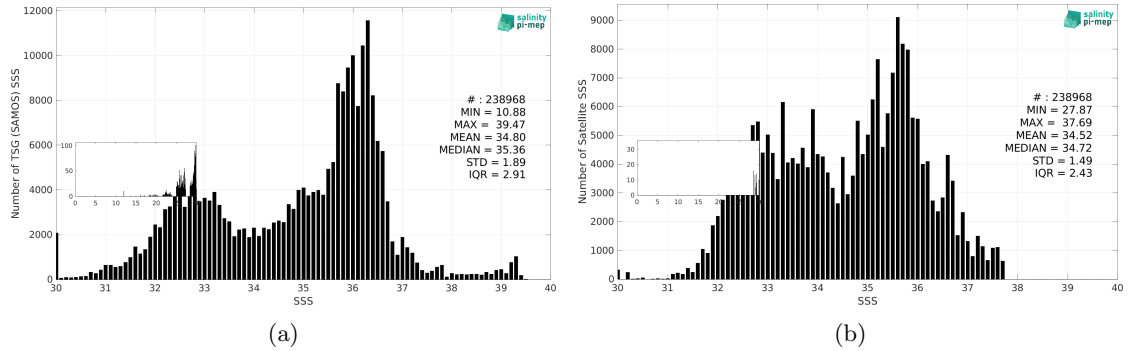 12000
10000
8000
6000
4000
2000
0
Number of TSG (SAMOS) SSS
salinity
pi-mep
# : 238968
MIN = 10.88
MAX = 39.47
MEAN = 34.80
MEDIAN = 35.36
STD = 1.89
IQR = 2.91
100
50
0
0 5 10 15 20 25 30
30 31 32 33 34 35 36 37 38 39 40
SSS
(a)
9000
8000
7000
6000
5000
4000
3000
2000
1000
0
Number of Satellite SSS
salinity
pi-mep
# : 238968
MIN = 27.87
MAX = 37.69
MEAN = 34.52
MEDIAN = 34.72
STD = 1.49
IQR = 2.43
30
20
10
0
0 5 10 15 20 25 30
30 31 32 33 34 35 36 37 38 39 40
SSS
(b)